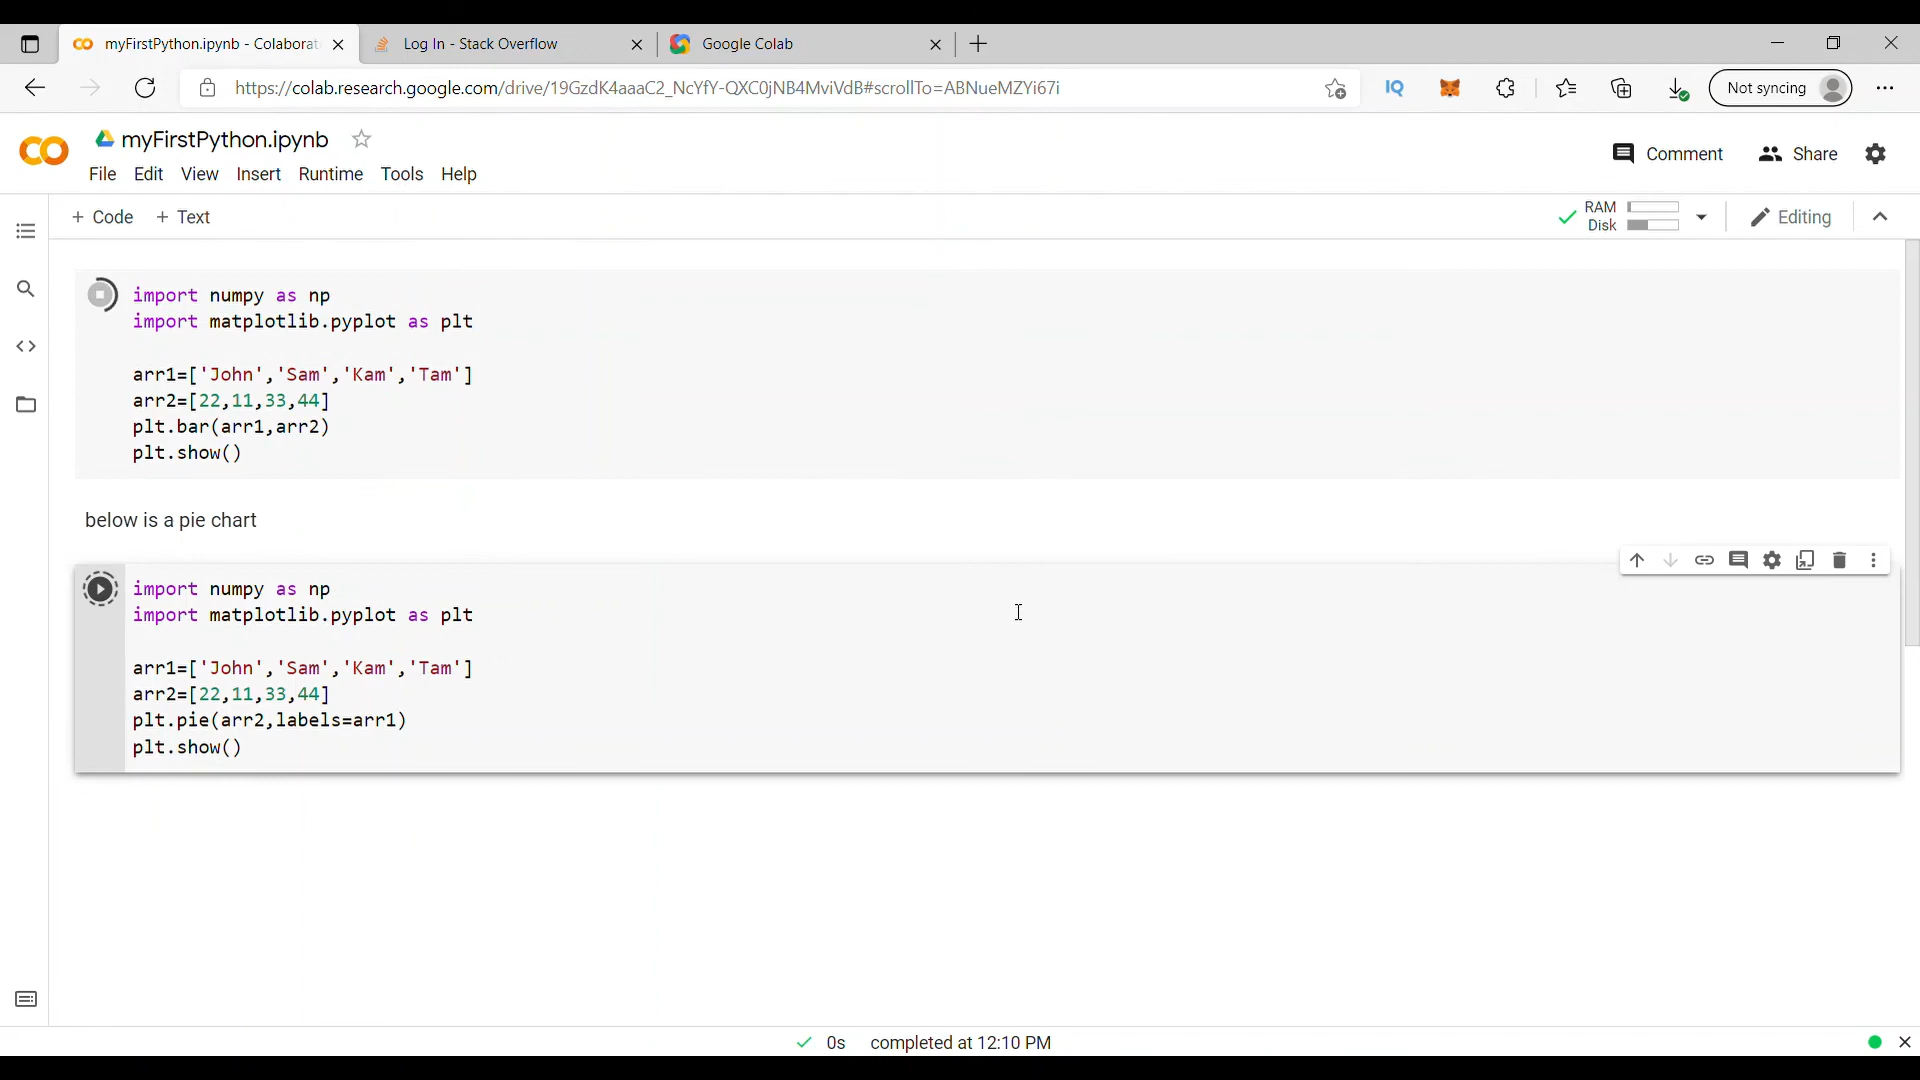 myFirstPython.ipynb - Colaborat
Log In - Stack Overflow
Google Colab
https://colab.research.google.com/drive/19GzdK4aaaC2_NcYfY-QXC0jNB4MviVdB#scrollTo=ABNueMZYi67i
IQ
Not syncing
myFirstPython.ipynb
File Edit View Insert Runtime Tools Help
Comment
Share
+ Code + Text
RAM
Disk
Editing
import numpy as np
import matplotlib.pyplot as plt
arr1=['John','Sam','Kam','Tam']
arr2=[22,11,33,44]
plt.bar(arr1,arr2)
plt.show()
below is a pie chart
import numpy as np
import matplotlib.pyplot as plt
arr1=['John','Sam','Kam','Tam']
arr2=[22,11,33,44]
plt.pie(arr2,labels=arr1)
plt.show()
0s completed at 12:10 PM